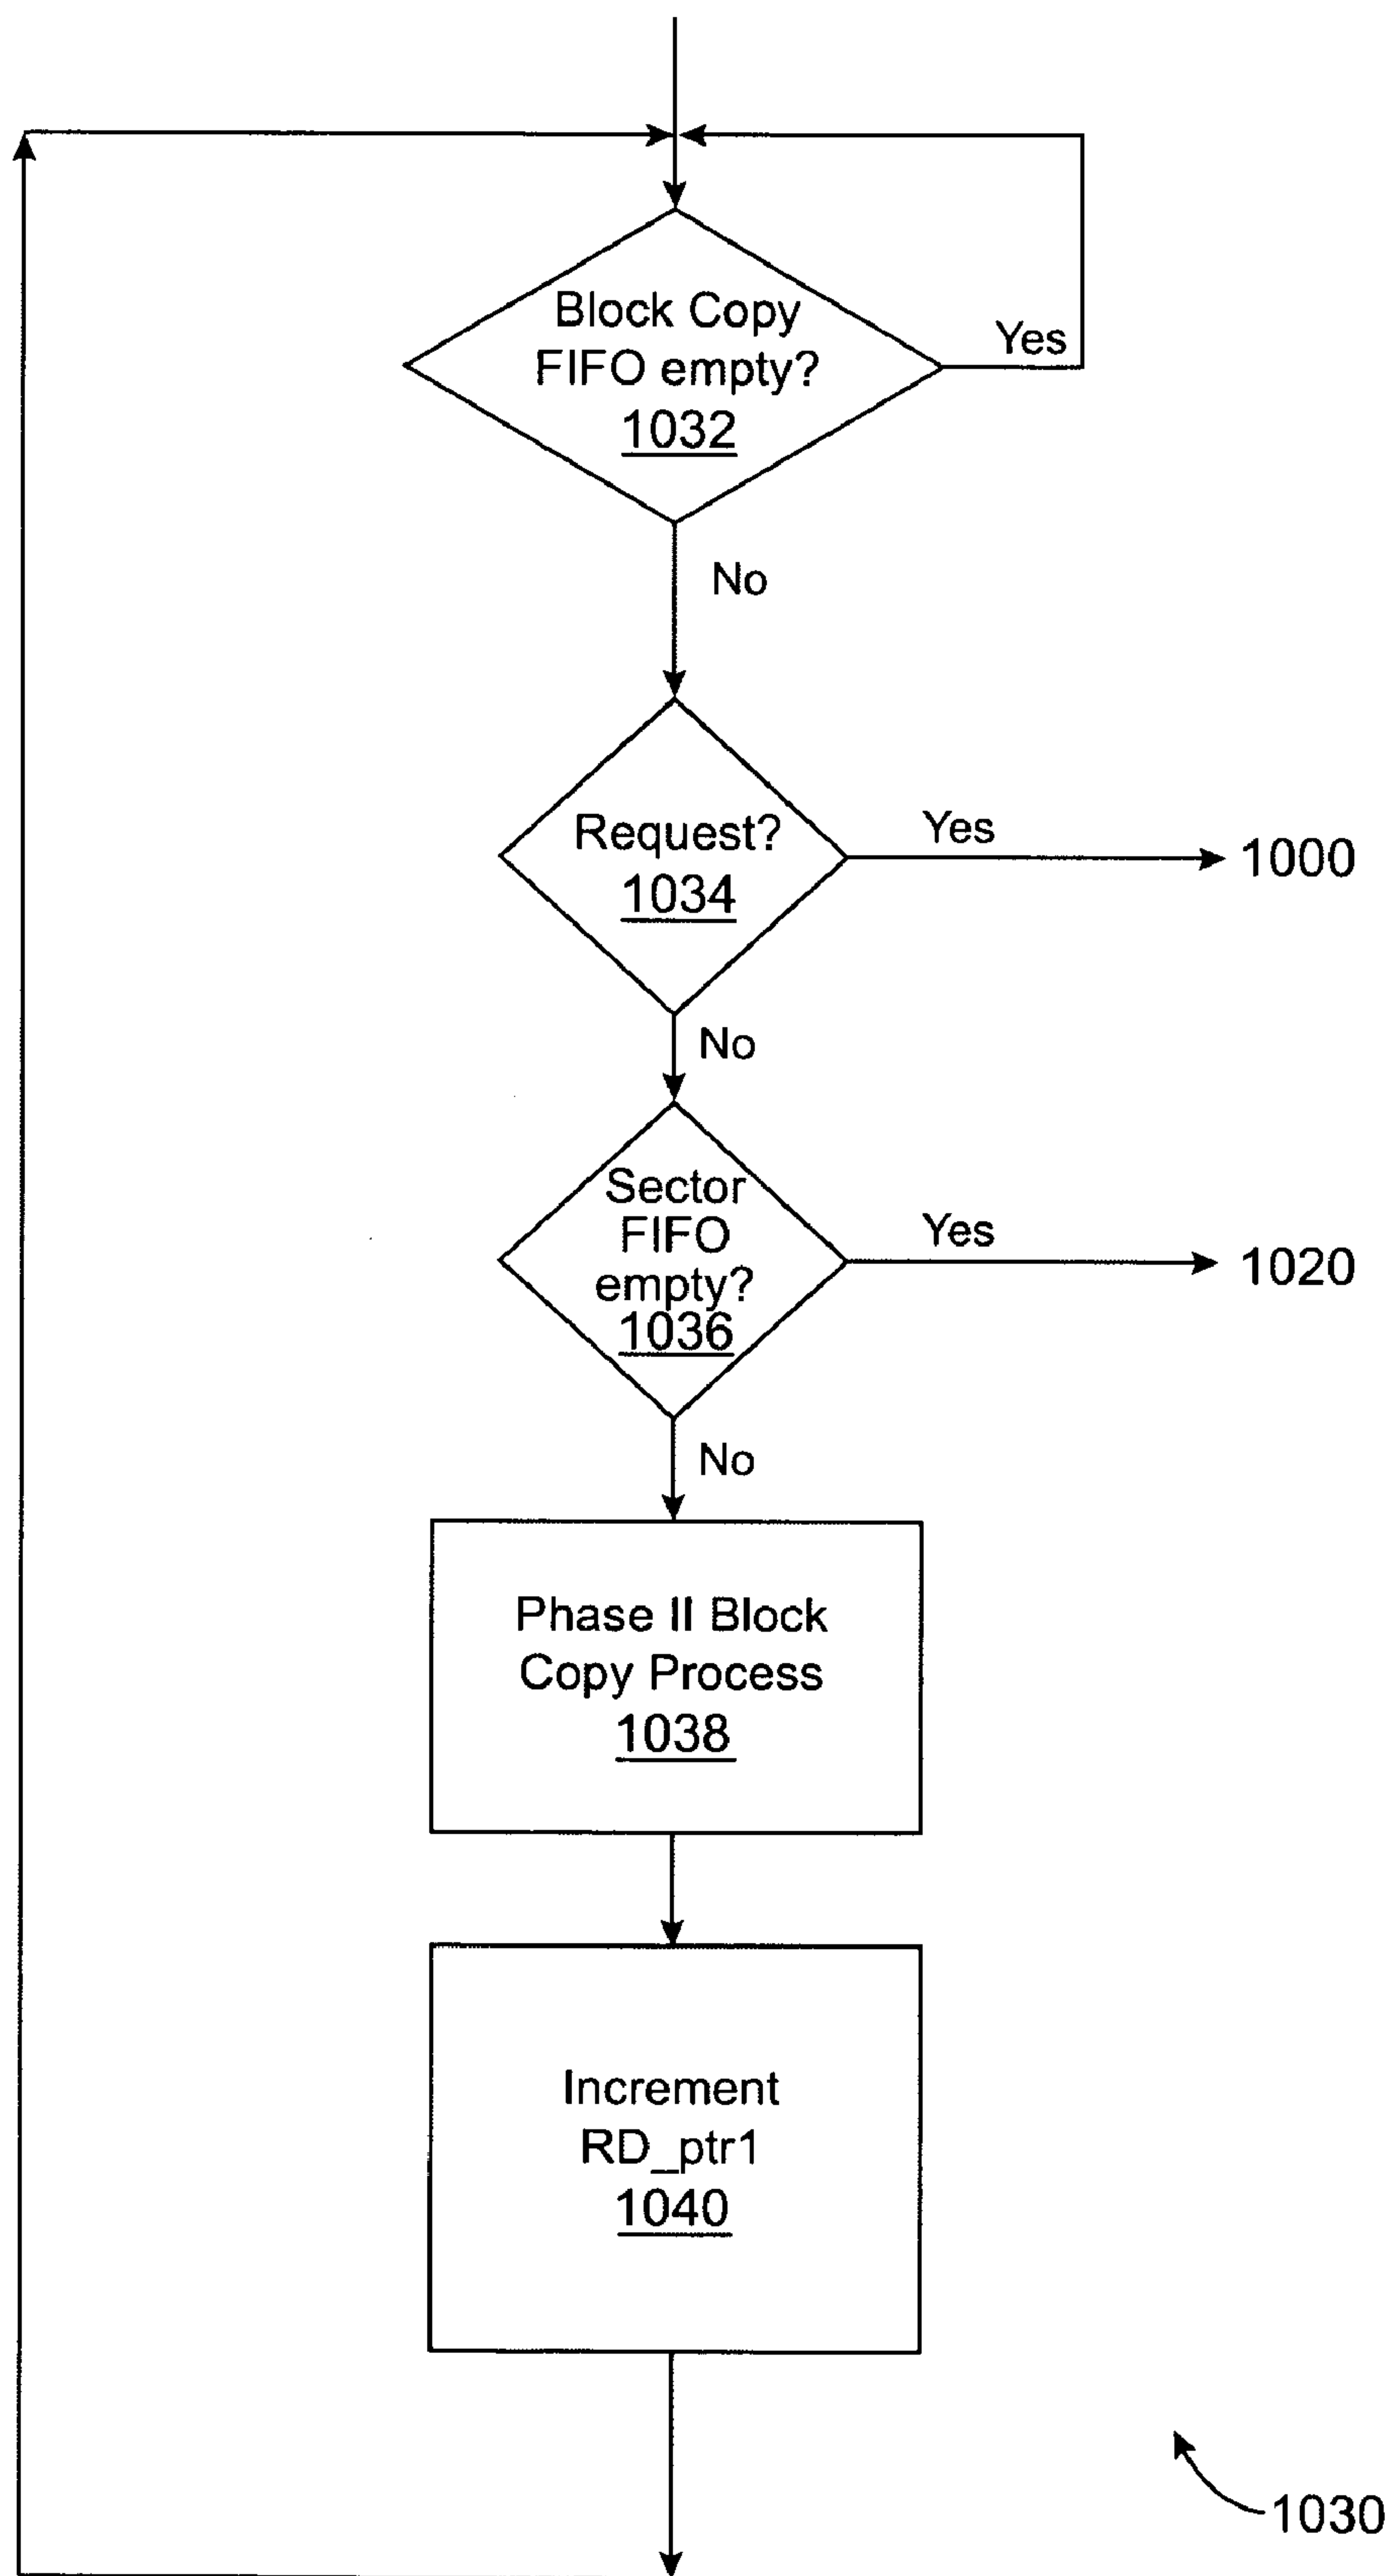 Block Copy
FIFO empty?
1032
Yes
No
Request?
1034
Yes
1000
No
Sector
FIFO
empty?
1036
Yes
1020
No
Phase II Block
Copy Process
1038
Increment
RD_ptr1
1040
1030